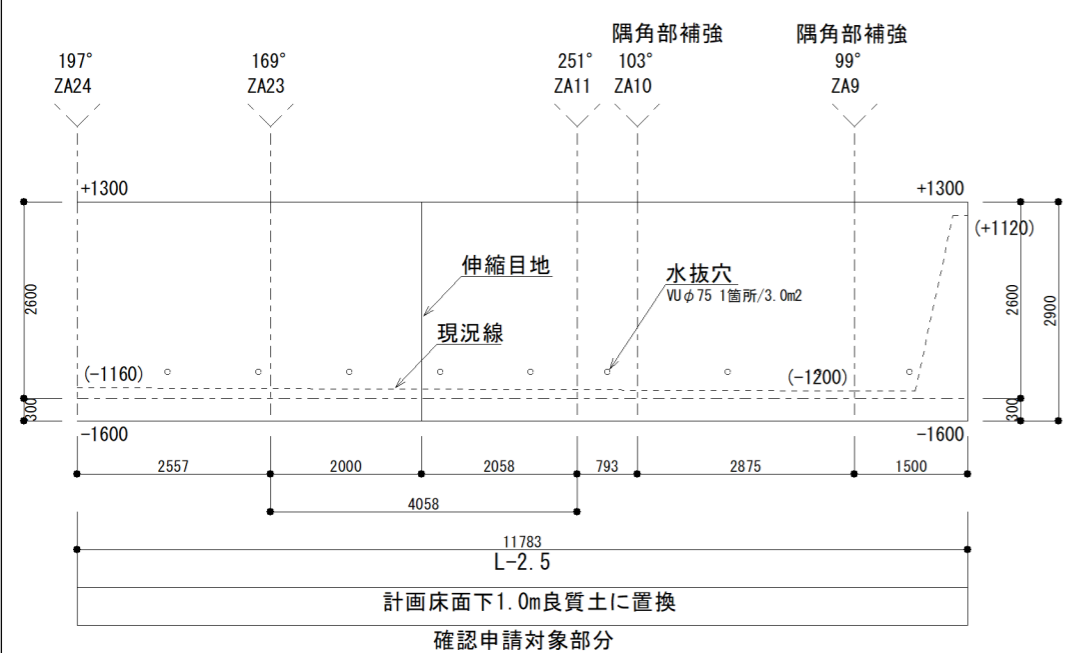 隅角部補強
隅角部補強
197°
169°
251°
103°
99°
ZA24
ZA23
ZA11
ZA10
ZA9
+1300
+1300
(+1120)
伸縮目地
水抜穴
VUφ75 1箇所/3.0m2
2600
2600
2900
現況線
(-1160)
(-1200)
300
300
-1600
-1600
2557
2000
2058
793
2875
1500
4058
11783
L-2.5
計画床面下1.0m良質土に置換
確認申請対象部分